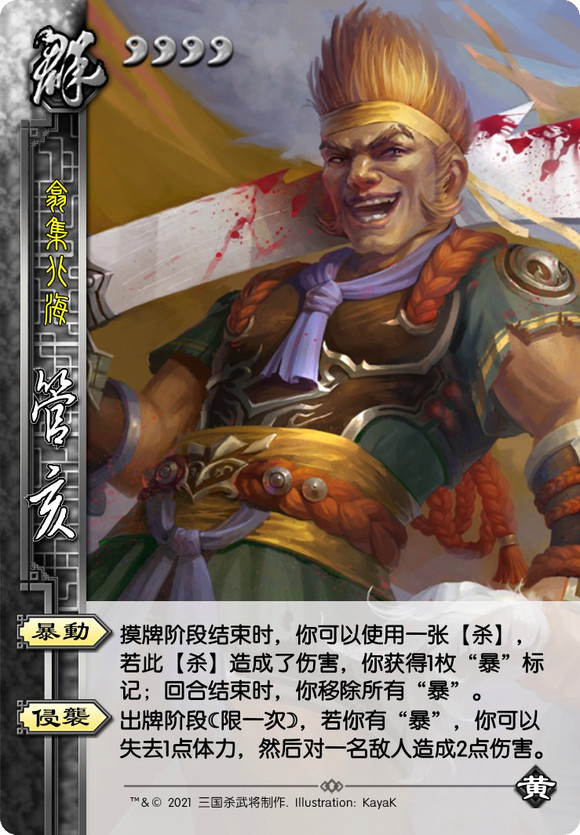 群
翕集北海
管亥
暴動
摸牌阶段结束时，你可以使用一张【杀】，
若此【杀】造成了伤害，你获得1枚“暴”标
记；回合结束时，你移除所有“暴”。
侵襲
出牌阶段（限一次），若你有“暴”，你可以
失去1点体力，然后对一名敌人造成2点伤害。
黄
™& © 2021 三国杀武将制作. Illustration: KayaK